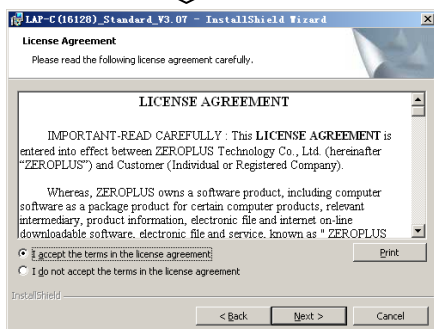 LAP-C(16128)_Standard_V3.07 - InstallShield Wizard
License Agreement
Please read the following license agreement carefully.
LICENSE AGREEMENT
IMPORTANT-READ CAREFULLY : This LICENSE AGREEMENT is
entered into effect between ZEROPLUS Technology Co., Ltd. (hereinafter
“ZEROPLUS”) and Customer (Individual or Registered Company).
Whereas, ZEROPLUS owns a software product, including computer
software as a package product for certain computer products, relevant
intermediary, product information, electronic file and internet on-line
downloadable software, electronic file and service, known as " ZEROPLUS
I accept the terms in the license agreement
Print
I do not accept the terms in the license agreement
InstallShield
< Back
Next >
Cancel